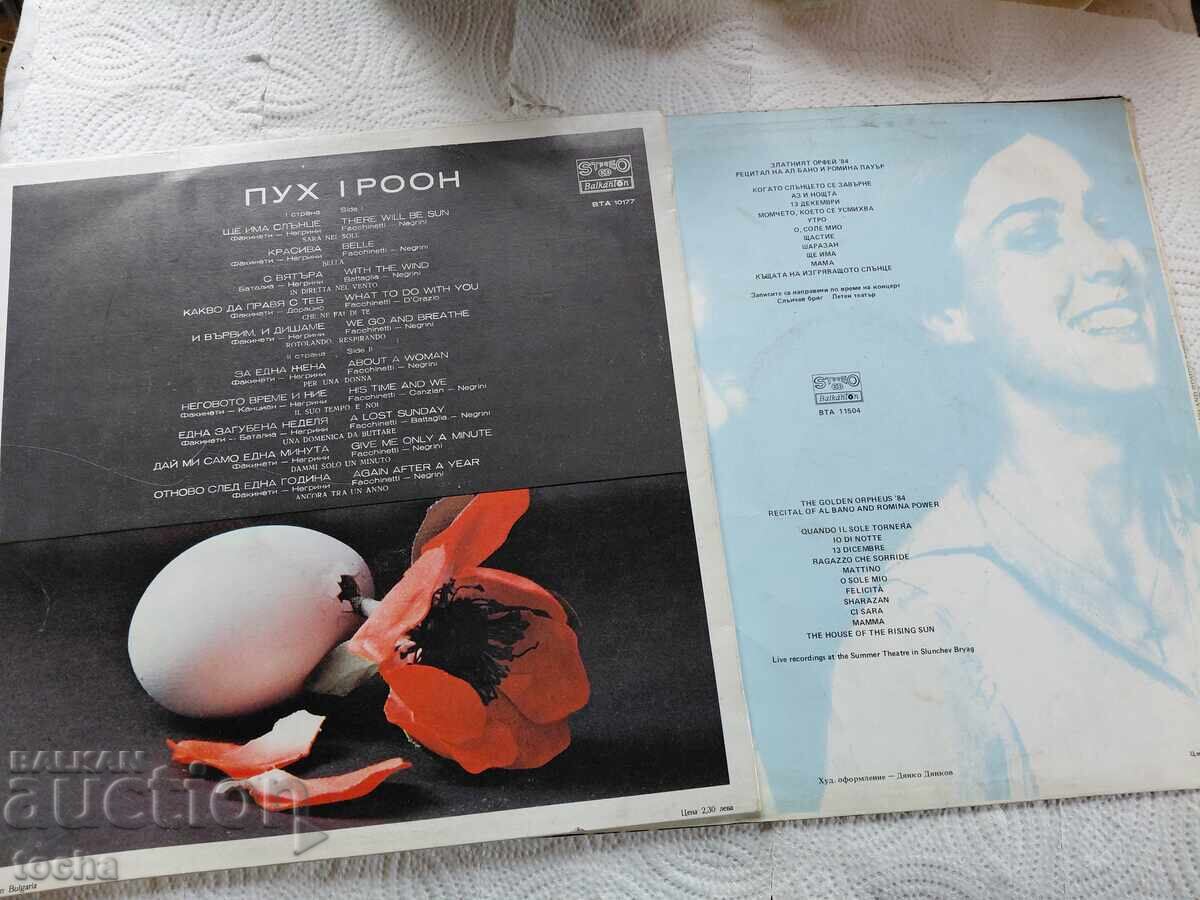 ПУХ | POOH
STEREO
Balkanton
BTA 10177
I страна Side I
ЩЕ ИМА СЛЪНЦЕ THERE WILL BE SUN
Факинети — Негрини Facchinetti — Negrini
SARA NEL SOLE
КРАСИВА BELLE
Факинети — Негрини Facchinetti — Negrini
BELLA
С ВЯТЪРА WITH THE WIND
Баталиа — Негрини Battaglia — Negrini
IN DIRETTA NEL VENTO
КАКВО ДА ПРАВЯ С ТЕБ WHAT TO DO WITH YOU
Факинети — Дорацио Facchinetti — D'Orazio
CHE NE FAI DI TE
И ВЪРВИМ, И ДИШАМЕ WE GO AND BREATHE
Факинети — Негрини Facchinetti — Negrini
ROTOLANDO, RESPIRANDO
II страна Side II
ЗА ЕДНА ЖЕНА ABOUT A WOMAN
Факинети — Негрини Facchinetti — Negrini
PER UNA DONNA
НЕГОВОТО ВРЕМЕ И НИЕ HIS TIME AND WE
Факинети — Канциан — Негрини Facchinetti — Canzian — Negrini
IL SUO TEMPO E NOI
ЕДНА ЗАГУБЕНА НЕДЕЛЯ A LOST SUNDAY
Факинети — Баталиа — Негрини Facchinetti — Battaglia — Negrini
UNA DOMENICA DA BUTTARE
ДАЙ МИ САМО ЕДНА МИНУТА GIVE ME ONLY A MINUTE
Факинети — Негрини Facchinetti — Negrini
DAMMI SOLO UN MINUTO
ОТНОВО СЛЕД ЕДНА ГОДИНА AGAIN AFTER A YEAR
Факинети — Негрини Facchinetti — Negrini
ANCORA TRA UN ANNO
Цена 2,30 лева
in Bulgaria
ЗЛАТНИЯТ ОРФЕЙ '84
РЕЦИТАЛ НА АЛ БАНО И РОМИНА ПАУЪР
КОГАТО СЛЪНЦЕТО СЕ ЗАВЪРНЕ
АЗ И НОЩТА
13 ДЕКЕМВРИ
МОМЧЕТО, КОЕТО СЕ УСМИХВА
УТРО
О, СОЛЕ МИО
ЩАСТИЕ
ШАРАЗАН
ЩЕ ИМА
МАМА
КЪЩАТА НА ИЗГРЯВАЩОТО СЛЪНЦЕ
Записите са направени по време на концерт
Слънчев бряг Летен театър
STEREO
Balkanton
BTA 11504
THE GOLDEN ORPHEUS '84
RECITAL OF AL BANO AND ROMINA POWER
QUANDO IL SOLE TORNERA
IO DI NOTTE
13 DICEMBRE
RAGAZZO CHE SORRIDE
MATTINO
O SOLE MIO
FELICITÀ
SHARAZAN
CI SARA
MAMMA
THE HOUSE OF THE RISING SUN
Live recordings at the Summer Theatre in Slunchev Bryag
Худ. оформление — Дянко Дянков
BALKAN
auction
tocha